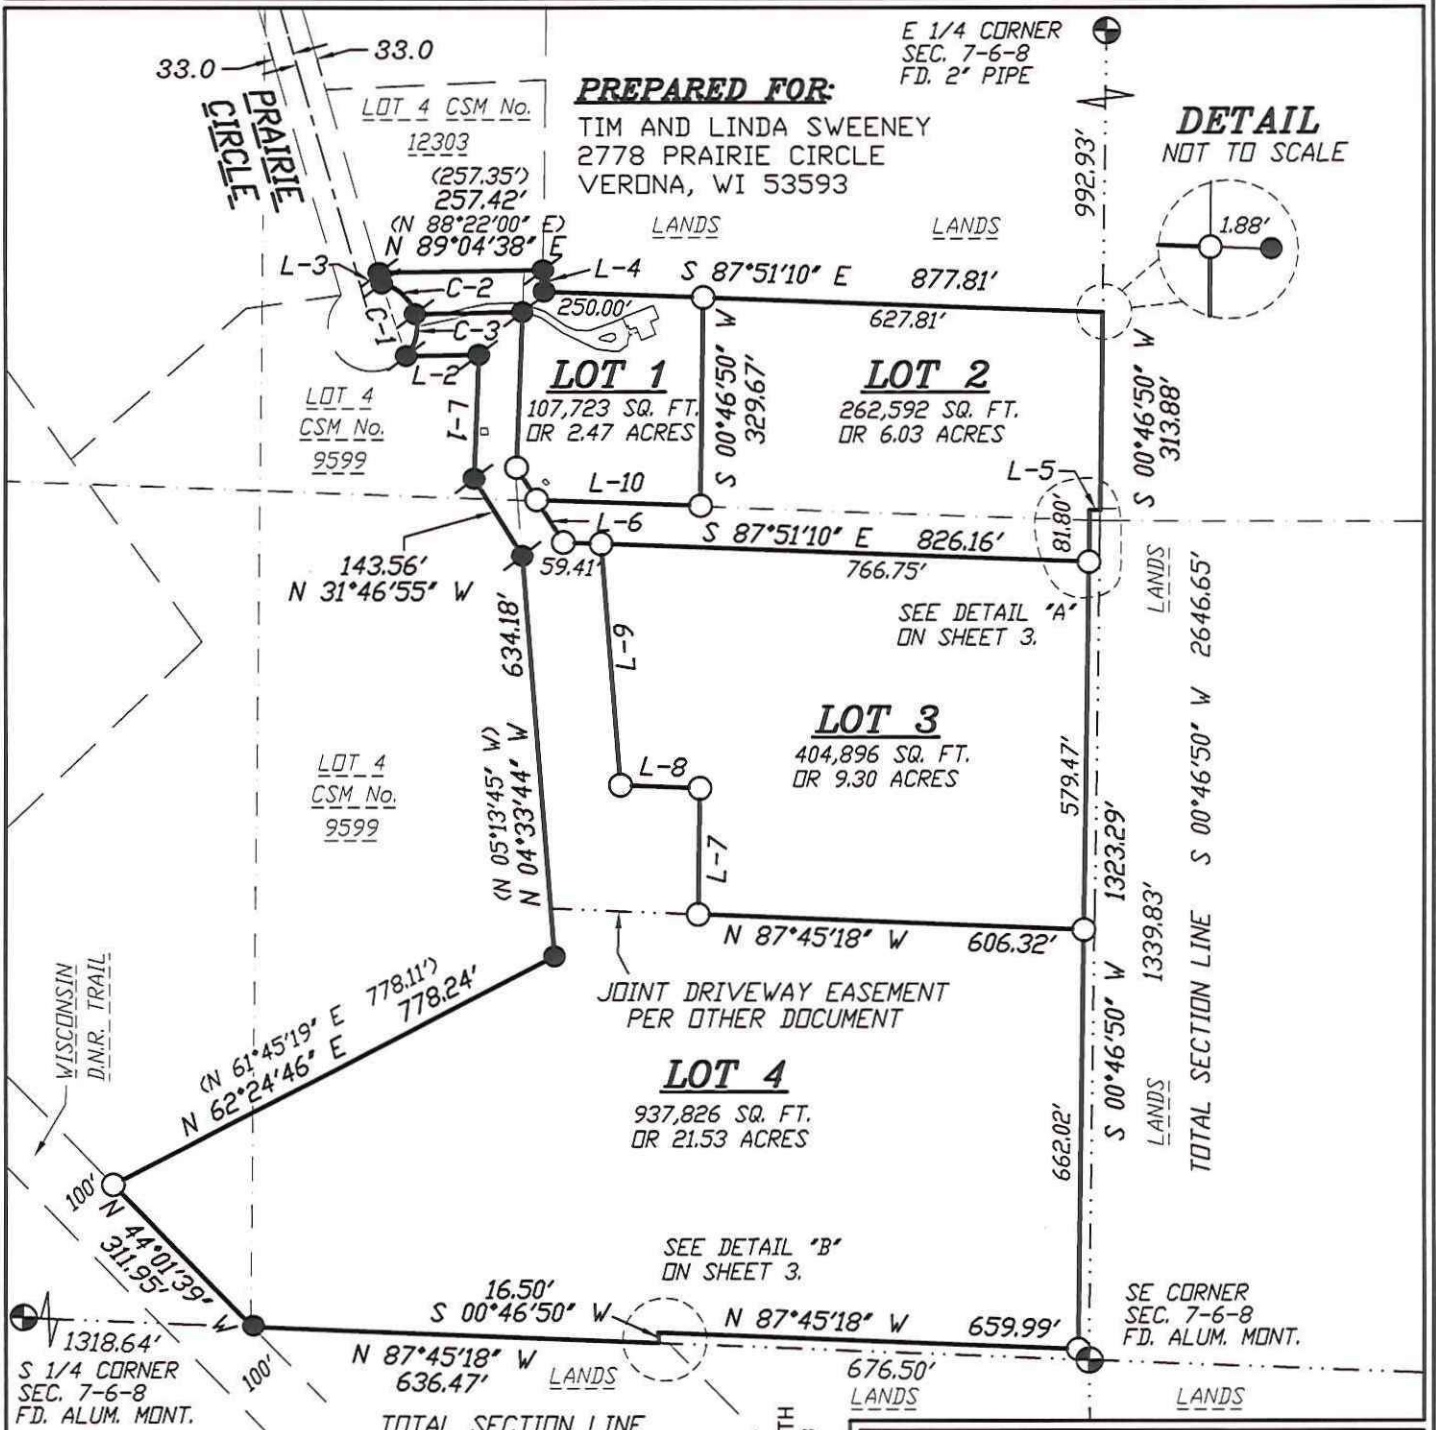 33.0
33.0
PRAIRIE
CIRCLE
LOT 4 CSM No.
12303
(257.35')
257.42'
(N 88°22'00" E)
N 89°04'38" E
PREPARED FOR:
TIM AND LINDA SWEENEY
2778 PRAIRIE CIRCLE
VERONA, WI 53593
E 1/4 CORNER
SEC. 7-6-8
FD. 2" PIPE
992.93'
DETAIL
NOT TO SCALE
1.88'
LANDS
LANDS
L-3
C-2
L-4
S 87°51'10" E 877.81'
250.00'
627.81'
C-1
C-3
L-2
L-1
LOT 4
CSM No.
9599
LOT 1
107,723 SQ. FT.
OR 2.47 ACRES
S 00°46'50" W
329.67'
LOT 2
262,592 SQ. FT.
OR 6.03 ACRES
S 00°46'50" W
313.88'
L-5
L-10
L-6
81.80'
S 87°51'10" E 826.16'
59.41'
766.75'
143.56'
N 31°46'55" W
SEE DETAIL "A"
ON SHEET 3.
LANDS
634.18'
(N 05°13'45" W)
N 04°33'44" W
L-9
LOT 3
404,896 SQ. FT.
OR 9.30 ACRES
L-8
L-7
579.47'
S 00°46'50" W 1323.29'
1339.83'
TOTAL SECTION LINE S 00°46'50" W 2646.65'
LOT 4
CSM No.
9599
N 87°45'18" W 606.32'
JOINT DRIVEWAY EASEMENT
PER OTHER DOCUMENT
WISCONSIN
D.N.R. TRAIL
(N 61°45'19" E 778.11')
N 62°24'46" E 778.24'
LOT 4
937,826 SQ. FT.
OR 21.53 ACRES
662.02'
LANDS
100'
N 44°01'39" W
311.95'
SEE DETAIL "B"
ON SHEET 3.
16.50'
S 00°46'50" W
N 87°45'18" W 659.99'
SE CORNER
SEC. 7-6-8
FD. ALUM. MONT.
1318.64'
S 1/4 CORNER
SEC. 7-6-8
FD. ALUM. MONT.
100'
N 87°45'18" W
636.47'
LANDS
676.50'
LANDS
LANDS
TOTAL SECTION LINE
TH